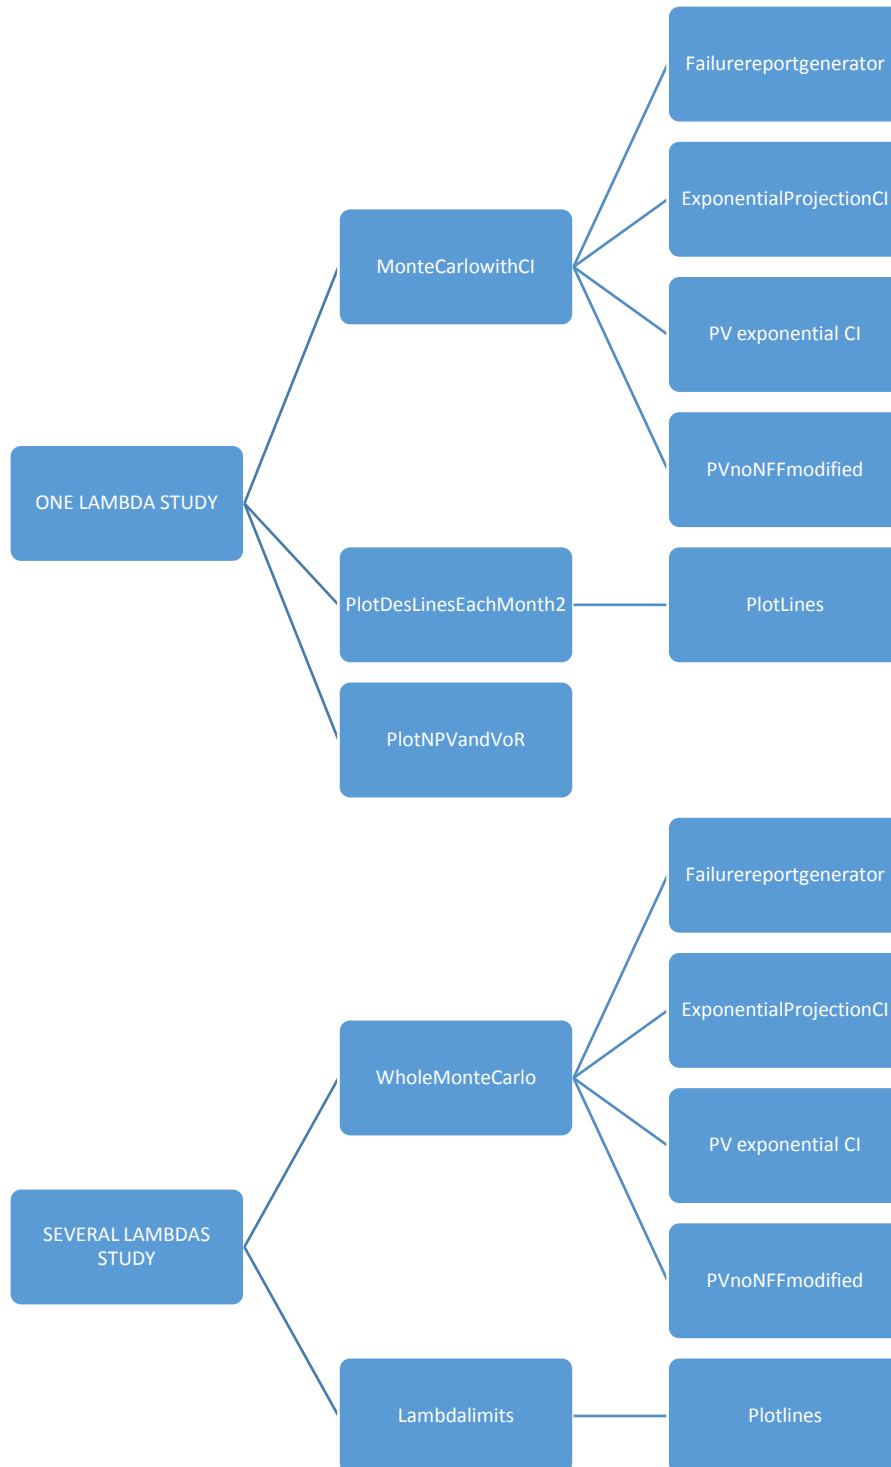 Failurereportgenerator
ExponentialProjectionCI
MonteCarlowithCI
PV exponential CI
PVnoNFFmodified
ONE LAMBDA STUDY
PlotDesLinesEachMonth2
PlotLines
PlotNPVandVoR
Failurereportgenerator
ExponentialProjectionCI
WholeMonteCarlo
PV exponential CI
SEVERAL LAMBDAS
STUDY
PVnoNFFmodified
Lambdalimits
Plotlines